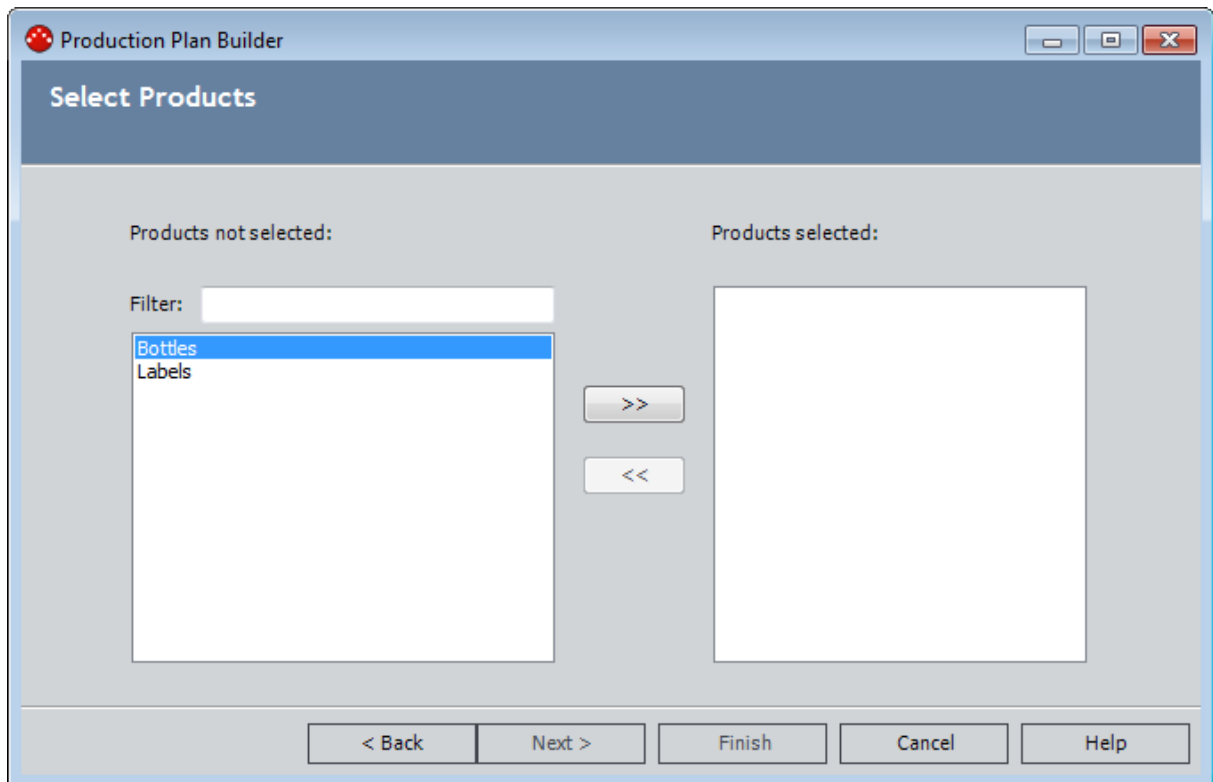 Production Plan Builder
Select Products
Products not selected:
Products selected:
Filter:
Bottles
Labels
>>
<<
< Back
Next >
Finish
Cancel
Help